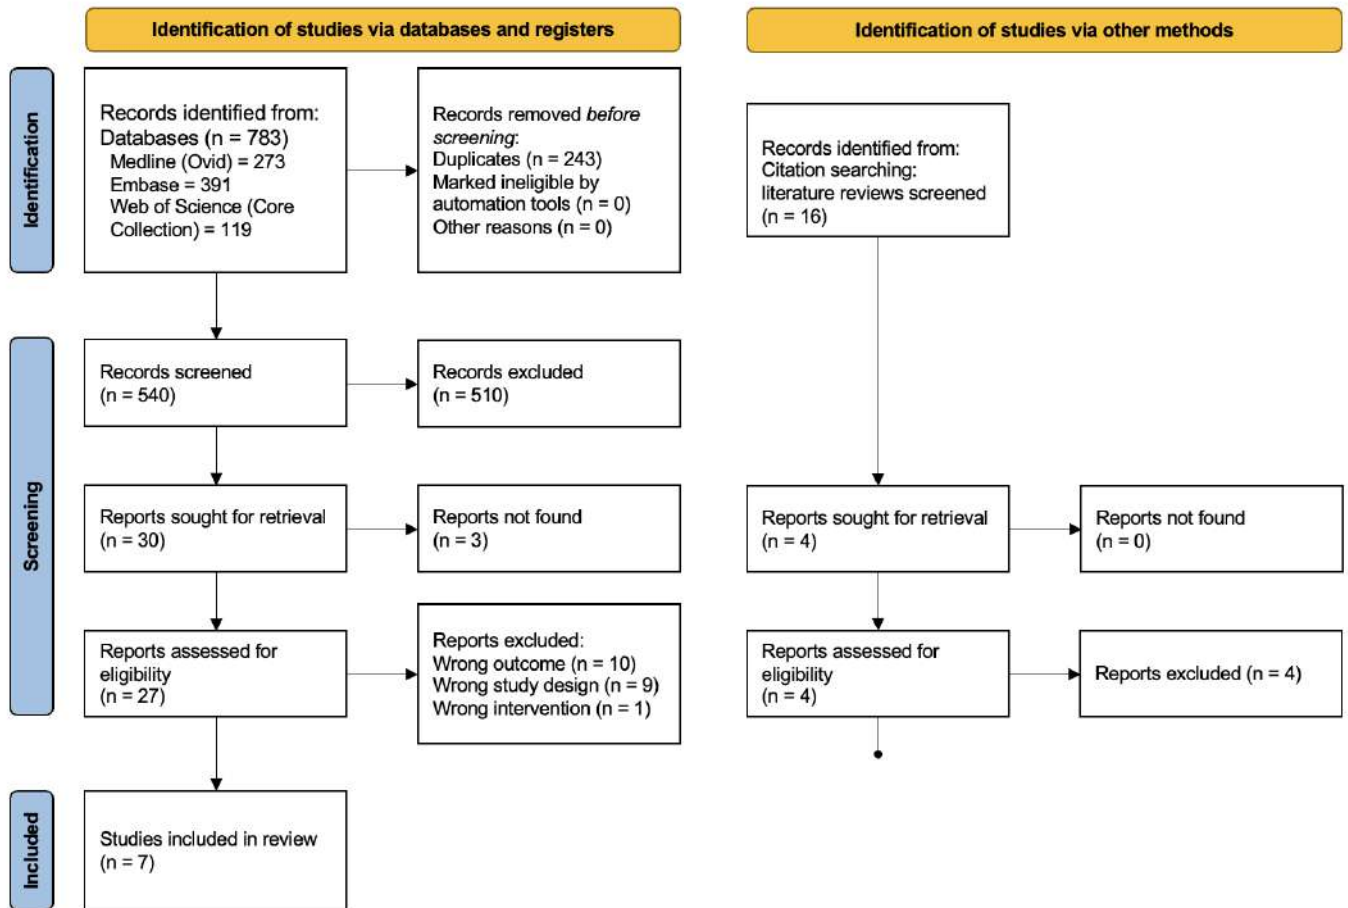 Identification of studies via databases and registers
Identification of studies via other methods
Identification
Records identified from:
Databases (n = 783)
Medline (Ovid) = 273
Embase = 391
Web of Science (Core
Collection) = 119
Records removed before
screening:
Duplicates (n = 243)
Marked ineligible by
automation tools (n = 0)
Other reasons (n = 0)
Records identified from:
Citation searching:
literature reviews screened
(n = 16)
Screening
Records screened
(n = 540)
Records excluded
(n = 510)
Reports sought for retrieval
(n = 30)
Reports not found
(n = 3)
Reports sought for retrieval
(n = 4)
Reports not found
(n = 0)
Reports assessed for
eligibility
(n = 27)
Reports excluded:
Wrong outcome (n = 10)
Wrong study design (n = 9)
Wrong intervention (n = 1)
Reports assessed for
eligibility
(n = 4)
Reports excluded (n = 4)
Included
Studies included in review
(n = 7)